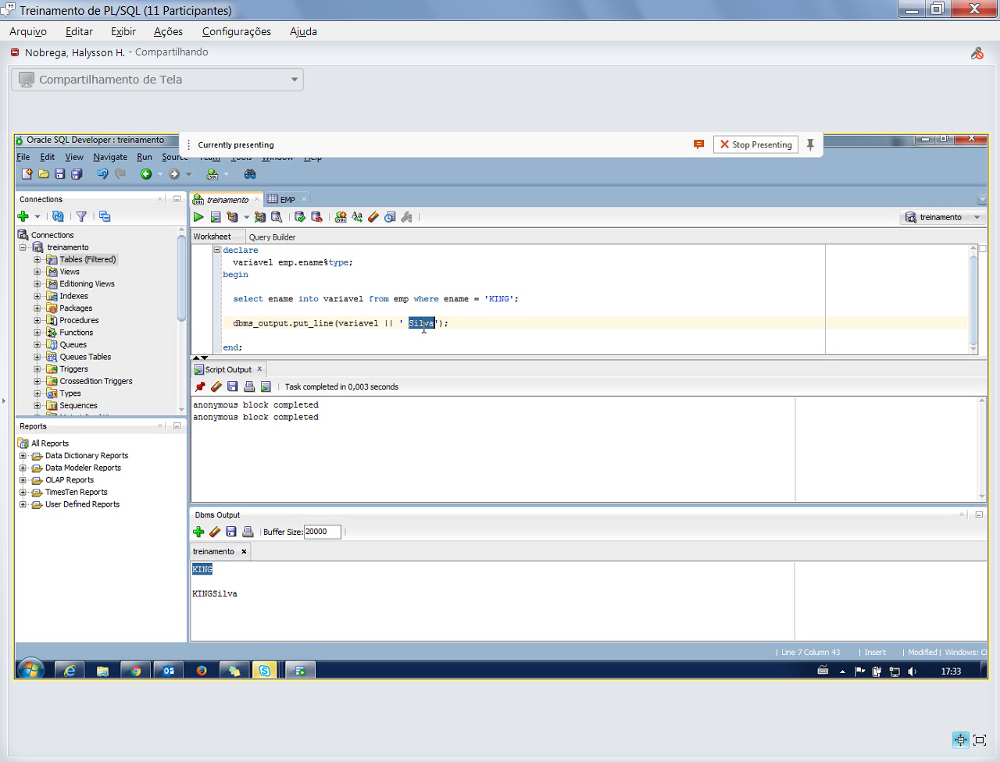 Treinamento de PL/SQL (11 Participantes)
Arquivo Editar Exibir Ações Configurações Ajuda
Nobrega, Halysson H. - Compartilhando
Compartilhamento de Tela
Oracle SQL Developer : treinamento
Currently presenting
Stop Presenting
File Edit View Navigate Run Source Team Tools Window Help
Connections
treinamento
EMP
treinamento
Worksheet Query Builder
Connections
treinamento
Tables (Filtered)
Views
Editioning Views
Indexes
Packages
Procedures
Functions
Queues
Queues Tables
Triggers
Crossedition Triggers
Types
Sequences
declare
variavel emp.ename%type;
begin
select ename into variavel from emp where ename = 'KING';
dbms_output.put_line(variavel || ' Silva');
end;
Script Output
Task completed in 0,003 seconds
anonymous block completed
anonymous block completed
Reports
All Reports
Data Dictionary Reports
Data Modeler Reports
OLAP Reports
TimesTen Reports
User Defined Reports
Dbms Output
Buffer Size: 20000
treinamento
KING
KINGSilva
Line 7 Column 43 | Insert | Modified | Windows: C
17:33